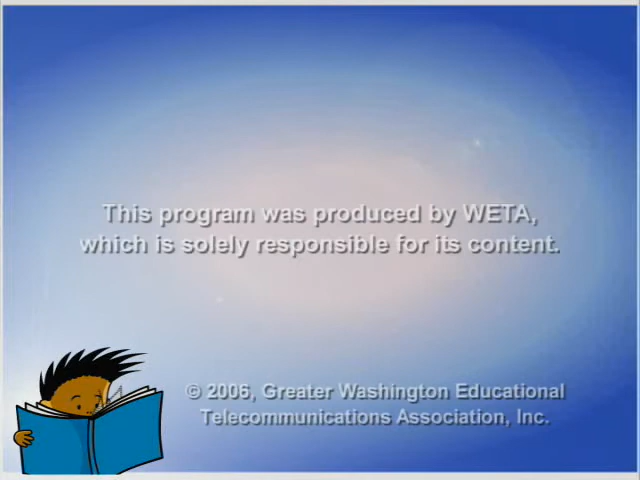 This program was produced by WETA,
which is solely responsible for its content.
© 2006, Greater Washington Educational
Telecommunications Association, Inc.